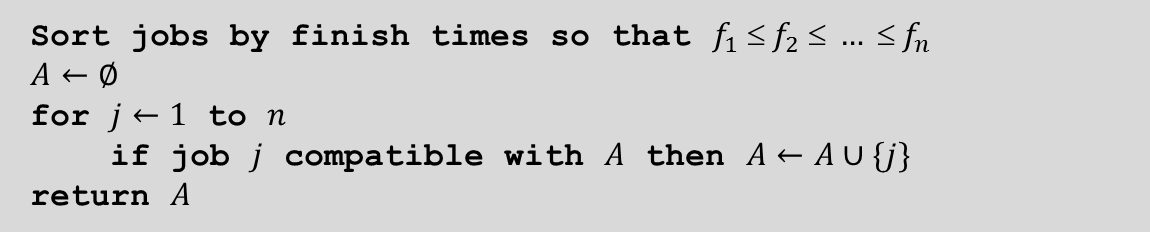 Sort jobs by finish times so that f₁ ≤ f₂ ≤ ... ≤ fₙ
A ← ∅
for j ← 1 to n
if job j compatible with A then A ← A ∪ {j}
return A